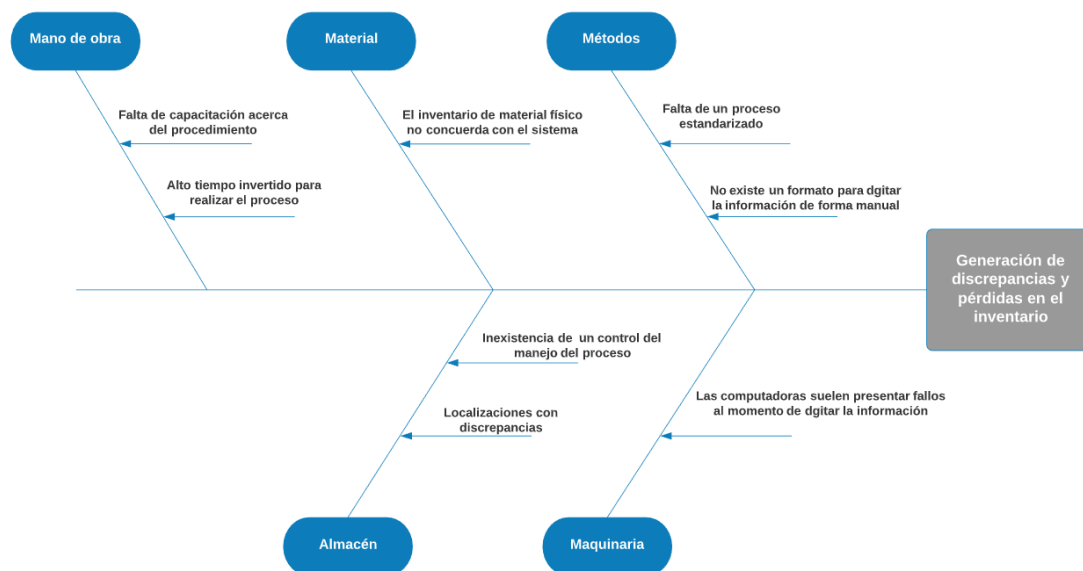 Mano de obra
Material
Métodos
Falta de capacitación acerca
del procedimiento
El inventario de material físico
no concuerda con el sistema
Falta de un proceso
estandarizado
Alto tiempo invertido para
realizar el proceso
No existe un formato para dgitar
la información de forma manual
Generación de
discrepancias y
pérdidas en el
inventario
Inexistencia de un control del
manejo del proceso
Las computadoras suelen presentar fallos
al momento de dgitar la información
Localizaciones con
discrepancias
Almacén
Maquinaria